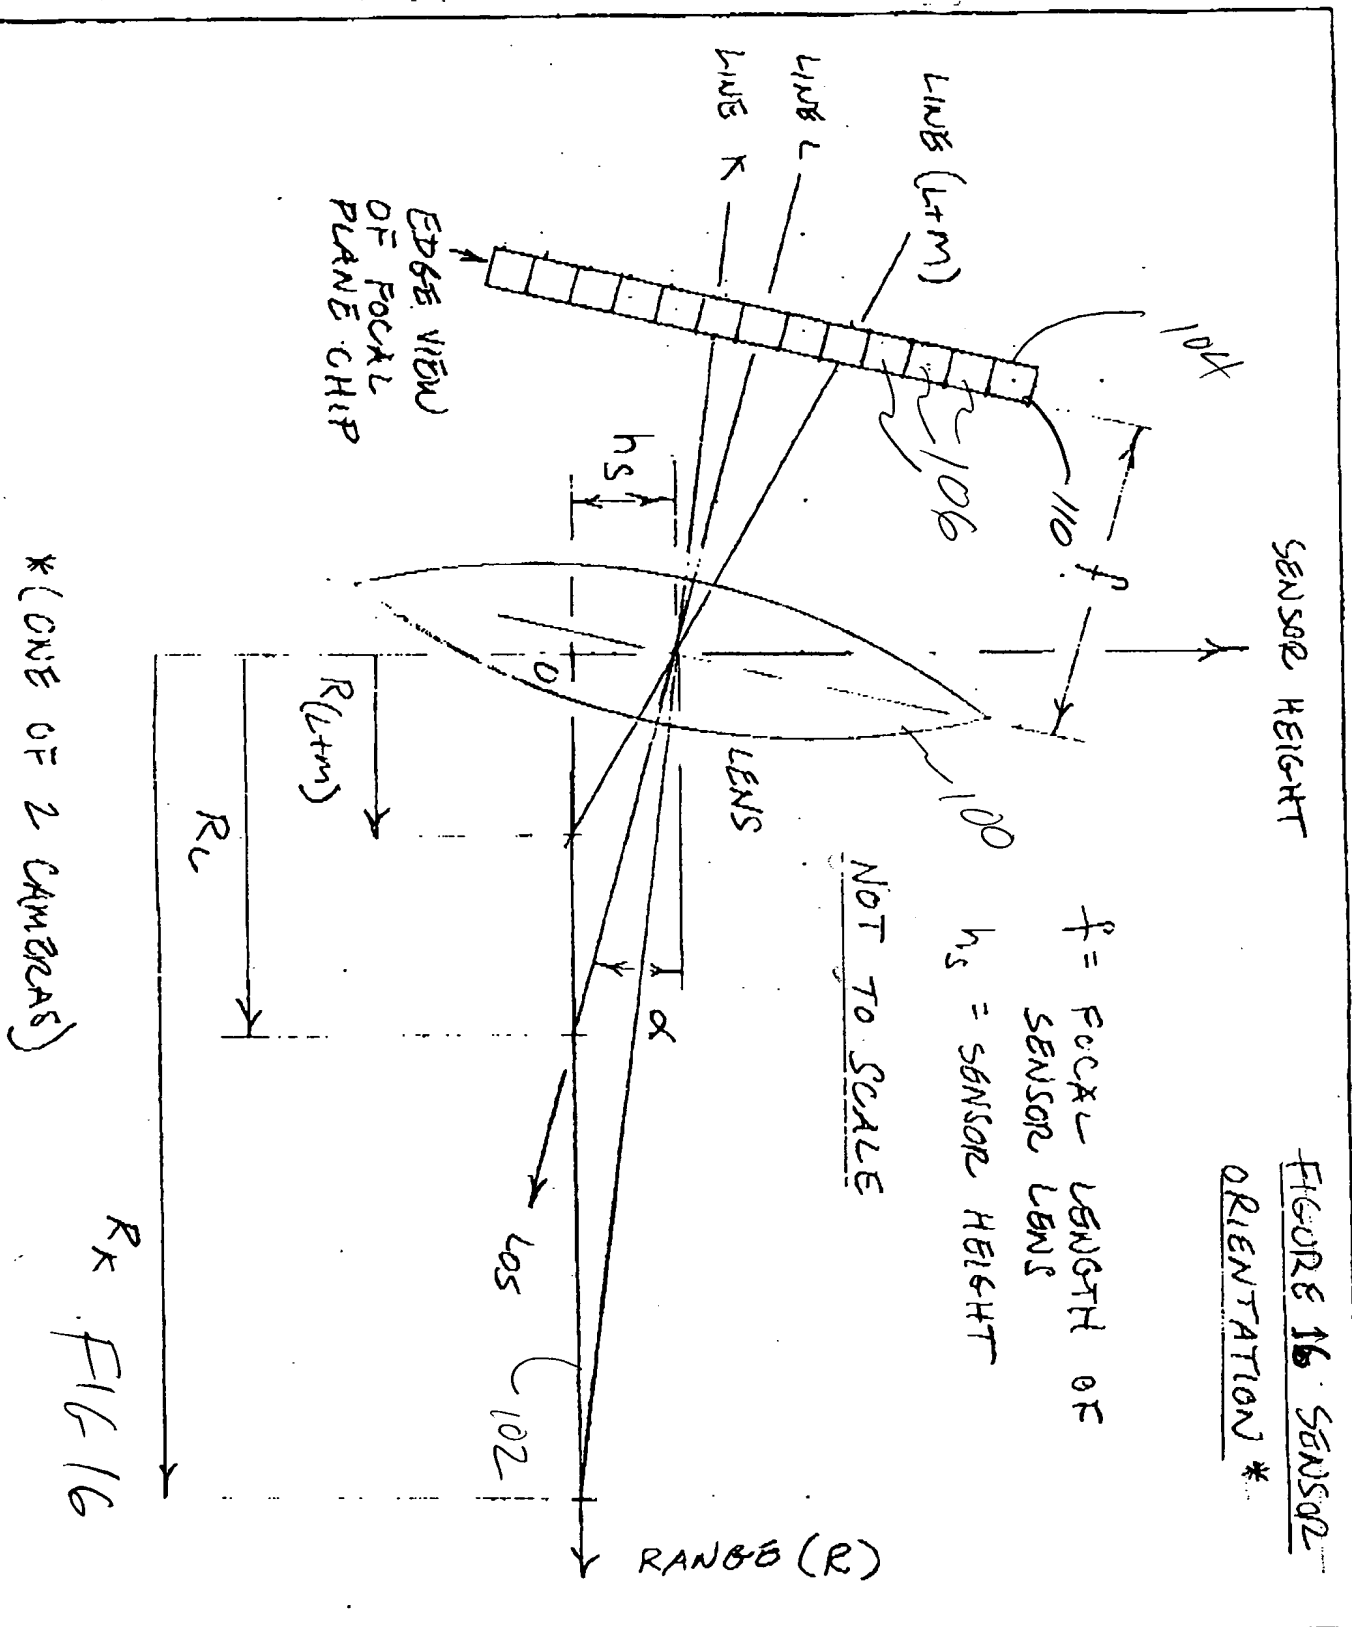 FIGURE 16 SENSOR
ORIENTATION *
SENSOR HEIGHT
f = FOCAL LENGTH OF
SENSOR LENS
hs = SENSOR HEIGHT
NOT TO SCALE
LINE (L+M)
LINE L
LINE K
104
106
110
f
100
LENS
EDGE VIEW
OF FOCAL
PLANE CHIP
hs
O
α
LOS
102
RANGE (R)
R(L+M)
RL
RK
*(ONE OF 2 CAMERAS)
FIG 16